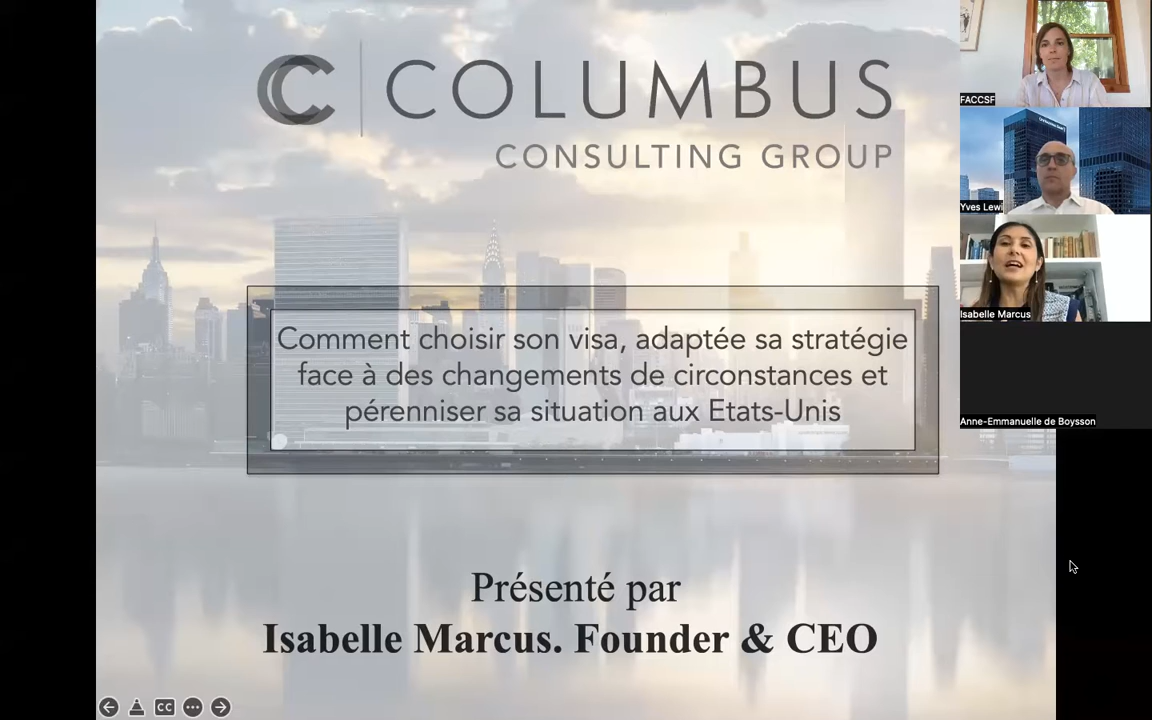 COLUMBUS
CONSULTING GROUP
Comment choisir son visa, adaptée sa stratégie
face à des changements de circonstances et
pérenniser sa situation aux Etats-Unis
Présenté par
Isabelle Marcus. Founder & CEO
CC
FACCSF
Yves Lewi
Isabelle Marcus
Anne-Emmanuelle de Boysson